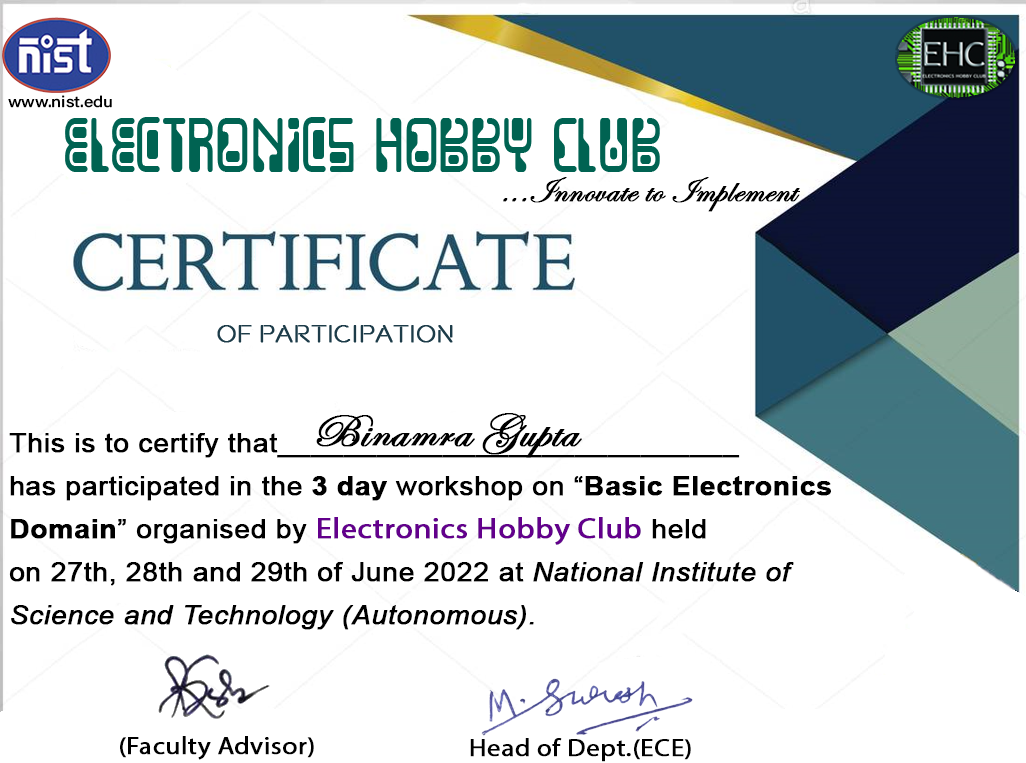 nist
www.nist.edu
EHC
ELECTRONICS HOBBY CLUB
ELECTRONICS HOBBY CLUB
...Innovate to Implement
CERTIFICATE
OF PARTICIPATION
This is to certify that Binamra Gupta
has participated in the 3 day workshop on “Basic Electronics
Domain” organised by Electronics Hobby Club held
on 27th, 28th and 29th of June 2022 at National Institute of
Science and Technology (Autonomous).
M. Suresh
(Faculty Advisor) Head of Dept.(ECE)